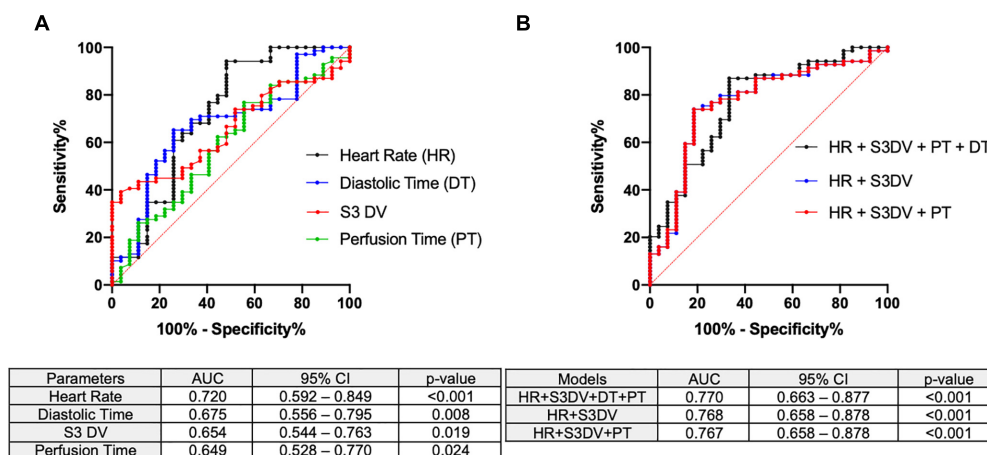 A
B
100
80
60
40
20
0
Sensitivity%
0 20 40 60 80 100
100% - Specificity%
Heart Rate (HR)
Diastolic Time (DT)
S3 DV
Perfusion Time (PT)
100
80
60
40
20
0
Sensitivity%
0 20 40 60 80 100
100% - Specificity%
HR + S3DV + PT + DT
HR + S3DV
HR + S3DV + PT
Parameters AUC 95% CI p-value
Heart Rate 0.720 0.592 – 0.849 <0.001
Diastolic Time 0.675 0.556 – 0.795 0.008
S3 DV 0.654 0.544 – 0.763 0.019
Perfusion Time 0.649 0.528 – 0.770 0.024
Models AUC 95% CI p-value
HR+S3DV+DT+PT 0.770 0.663 – 0.877 <0.001
HR+S3DV 0.768 0.658 – 0.878 <0.001
HR+S3DV+PT 0.767 0.658 – 0.878 <0.001